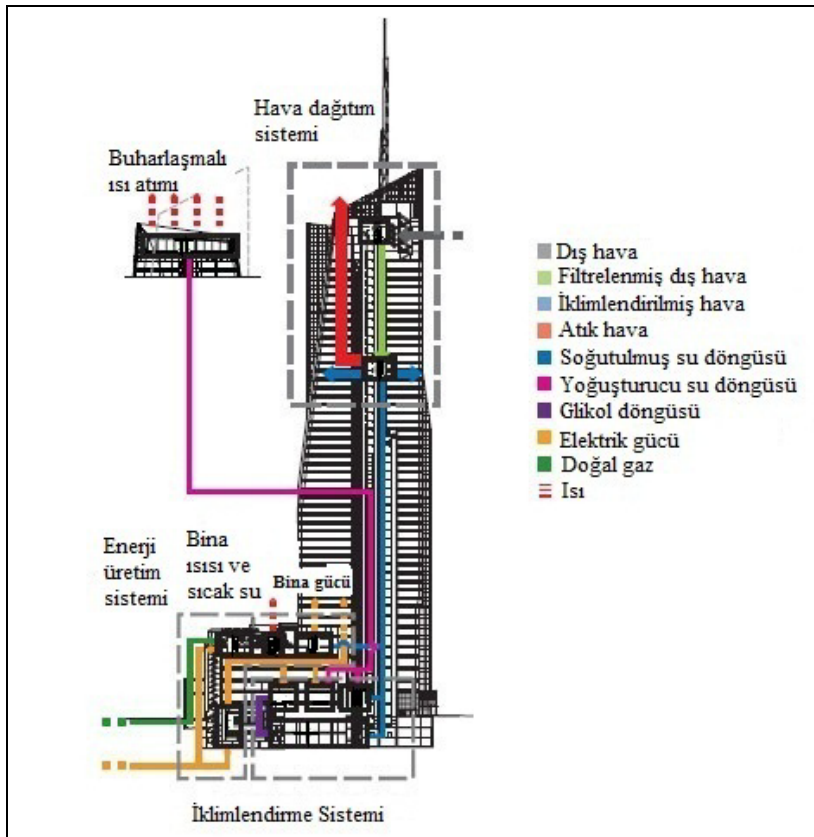 Hava dağıtım
sistemi
Buharlaşmalı
ısı atımı
Dış hava
Filtrelenmiş dış hava
İklimlendirilmiş hava
Atık hava
Soğutulmuş su döngüsü
Yoğuşturucu su döngüsü
Glikol döngüsü
Elektrik gücü
Doğal gaz
Isı
Enerji
üretim
sistemi
Bina
ısısı ve
sıcak su
Bina gücü
İklimlendirme Sistemi